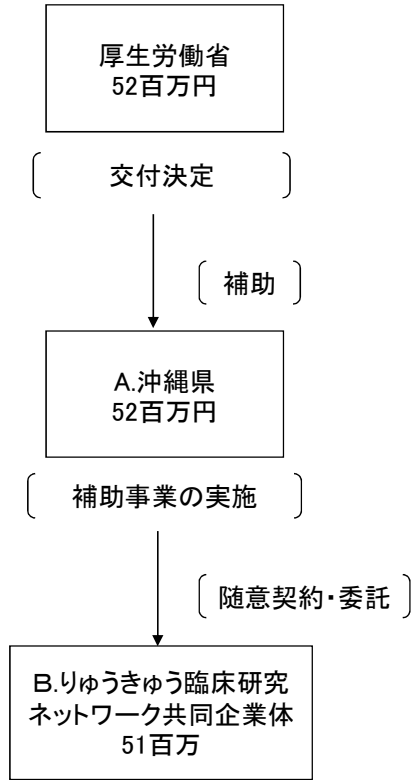 厚生労働省
52百万円
交付決定
補助
A.沖縄県
52百万円
補助事業の実施
随意契約・委託
B.りゅうきゅう臨床研究
ネットワーク共同企業体
51百万